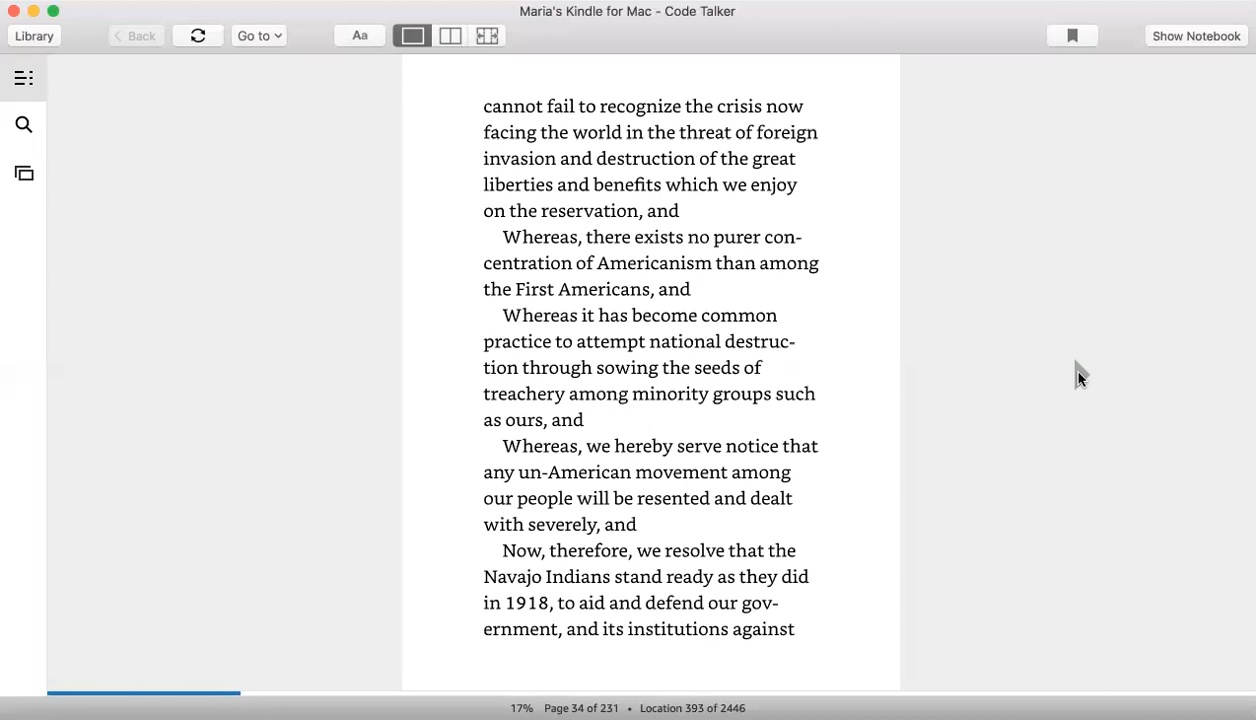 Maria's Kindle for Mac - Code Talker
Library
Back
Go to
Aa
Show Notebook
cannot fail to recognize the crisis now
facing the world in the threat of foreign
invasion and destruction of the great
liberties and benefits which we enjoy
on the reservation, and
Whereas, there exists no purer con-
centration of Americanism than among
the First Americans, and
Whereas it has become common
practice to attempt national destruc-
tion through sowing the seeds of
treachery among minority groups such
as ours, and
Whereas, we hereby serve notice that
any un-American movement among
our people will be resented and dealt
with severely, and
Now, therefore, we resolve that the
Navajo Indians stand ready as they did
in 1918, to aid and defend our gov-
ernment, and its institutions against
17% Page 34 of 231 • Location 393 of 2446